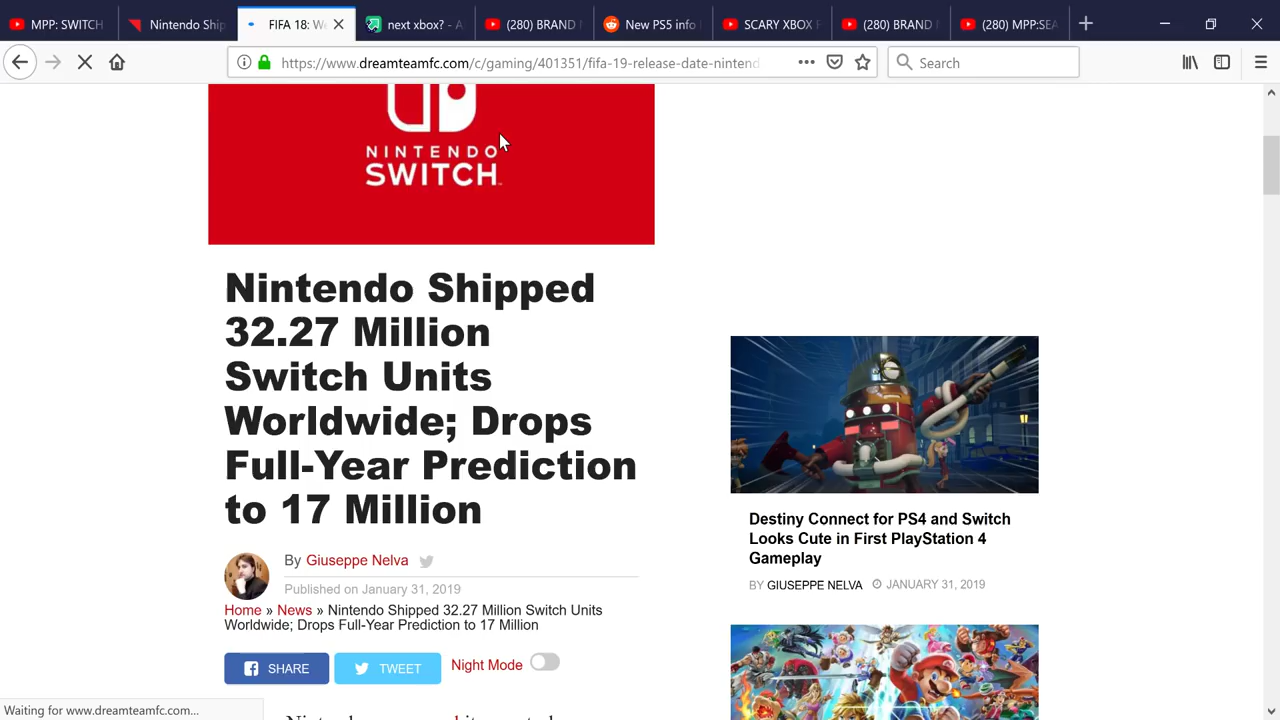 MPP: SWITCH
Nintendo Ship
FIFA 18: We
next xbox? - A
(280) BRAND
New PS5 info
SCARY XBOX F
(280) BRAND
(280) MPP:SEA
https://www.dreamteamfc.com/c/gaming/401351/fifa-19-release-date-nintend
Search
NINTENDO
SWITCH
Nintendo Shipped
32.27 Million
Switch Units
Worldwide; Drops
Full-Year Prediction
to 17 Million
By Giuseppe Nelva
Published on January 31, 2019
Home » News » Nintendo Shipped 32.27 Million Switch Units
Worldwide; Drops Full-Year Prediction to 17 Million
SHARE
TWEET
Night Mode
Destiny Connect for PS4 and Switch
Looks Cute in First PlayStation 4
Gameplay
BY GIUSEPPE NELVA JANUARY 31, 2019
Waiting for www.dreamteamfc.com...